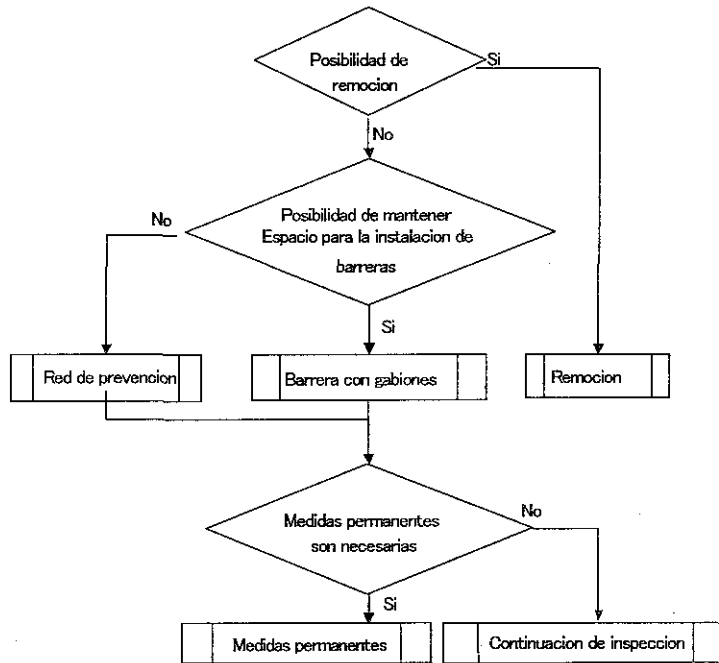 Posibilidad de
remocion
Si
No
Posibilidad de mantener
Espacio para la instalacion de
barreras
No
Si
Red de prevencion
Barrera con gabiones
Remocion
Medidas permanentes
son necesarias
No
Si
Medidas permanentes
Continuacion de inspeccion